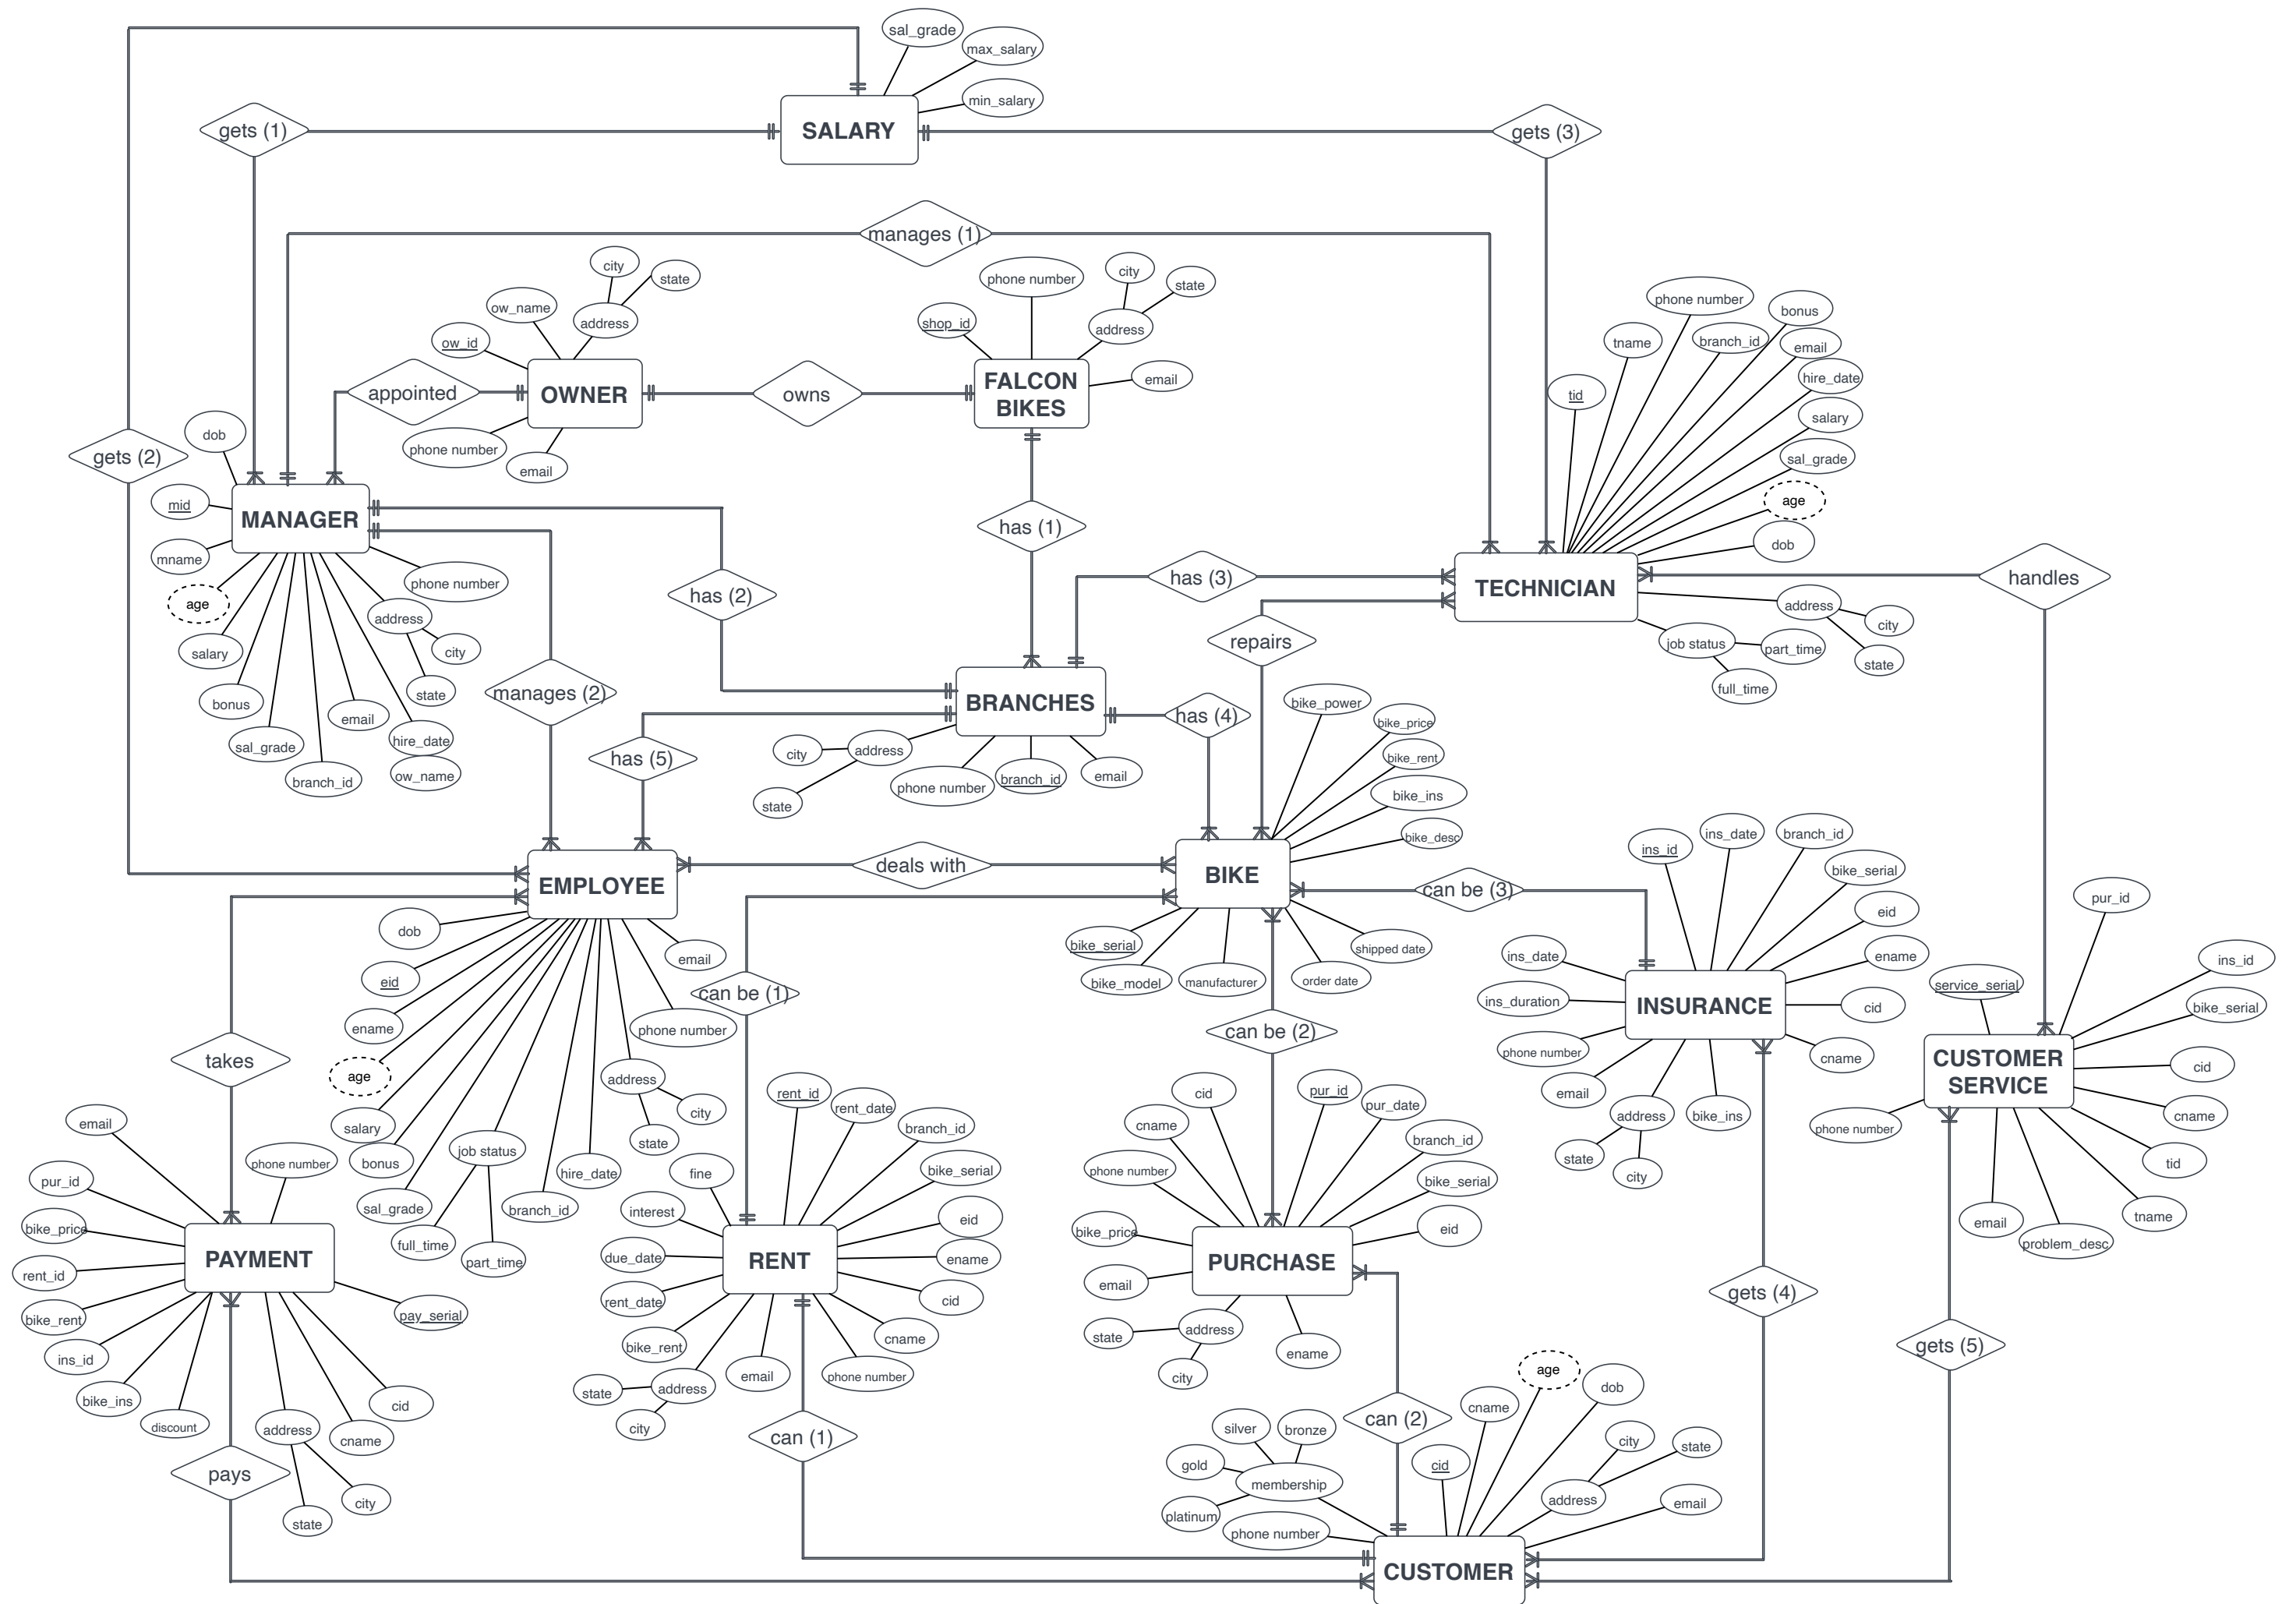 sal_grade
max_salary
min_salary
SALARY
gets (1)
gets (3)
manages (1)
city
state
ow_name
address
ow_id
appointed
OWNER
phone number
email
owns
phone number
city
state
shop_id
address
email
FALCON
BIKES
phone number
bonus
tname
branch_id
email
hire_date
tid
salary
sal_grade
age
dob
TECHNICIAN
address
city
state
job status
part_time
full_time
handles
gets (2)
dob
mid
MANAGER
mname
age
phone number
address
city
state
salary
bonus
sal_grade
branch_id
email
hire_date
ow_name
has (1)
has (2)
has (3)
repairs
manages (2)
BRANCHES
has (4)
has (5)
city
address
state
phone number
branch_id
email
bike_power
bike_price
bike_rent
bike_ins
bike_desc
deals with
BIKE
can be (3)
bike_serial
bike_model
manufacturer
order date
shipped date
EMPLOYEE
dob
eid
ename
age
salary
bonus
sal_grade
job status
full_time
part_time
branch_id
hire_date
address
city
state
phone number
email
can be (1)
can be (2)
ins_id
ins_date
branch_id
bike_serial
eid
ename
cid
cname
INSURANCE
ins_date
ins_duration
phone number
email
address
state
city
bike_ins
pur_id
ins_id
service_serial
bike_serial
CUSTOMER
SERVICE
cid
cname
phone number
tid
tname
email
problem_desc
takes
email
phone number
pur_id
bike_price
PAYMENT
rent_id
bike_rent
ins_id
bike_ins
discount
pay_serial
address
cname
cid
city
state
pays
rent_id
rent_date
branch_id
bike_serial
fine
interest
eid
due_date
RENT
ename
rent_date
cid
bike_rent
cname
state
address
city
email
phone number
can (1)
cid
pur_id
pur_date
cname
branch_id
phone number
bike_serial
bike_price
eid
PURCHASE
email
state
address
city
ename
gets (4)
gets (5)
can (2)
age
dob
cname
silver
bronze
gold
membership
platinum
phone number
cid
city
state
address
email
CUSTOMER